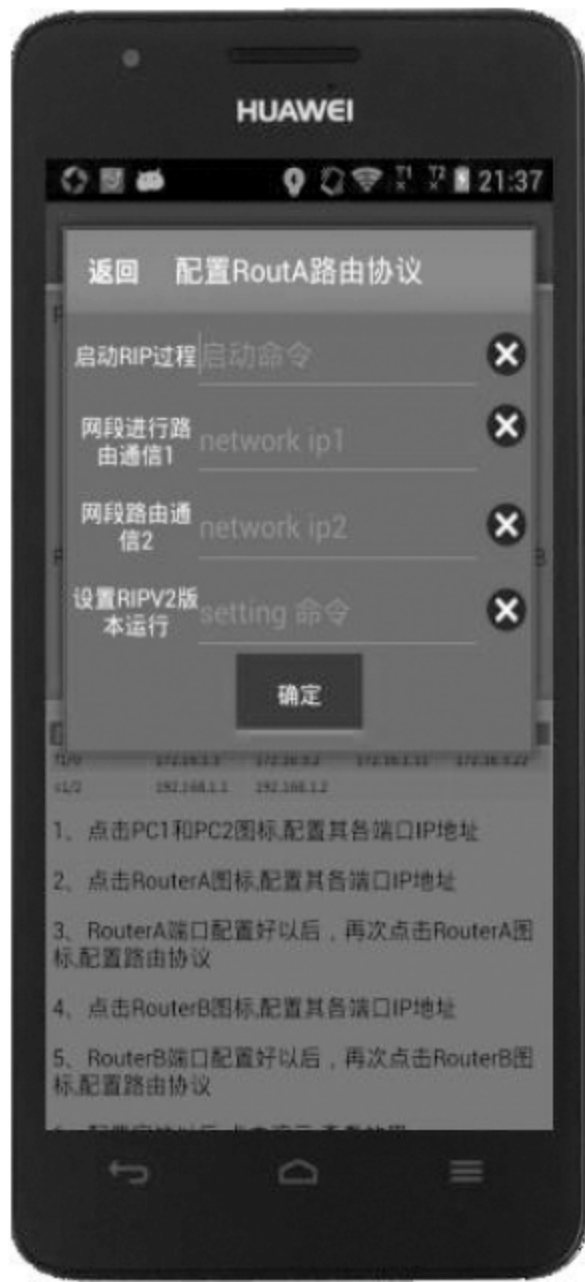 HUAWEI
T1 T2 21:37
返回 配置RoutA路由协议
启动RIP过程 启动命令
网段进行路
由通信1
network ip1
网段路由通
信2
network ip2
设置RIPV2版
本运行
setting 命令
确定
192.168.1.1 192.168.1.2
1、点击PC1和PC2图标,配置其各端口IP地址
2、点击RouterA图标,配置其各端口IP地址
3、RouterA端口配置好以后，再次点击RouterA图
标,配置路由协议
4、点击RouterB图标,配置其各端口IP地址
5、RouterB端口配置好以后，再次点击RouterB图
标,配置路由协议